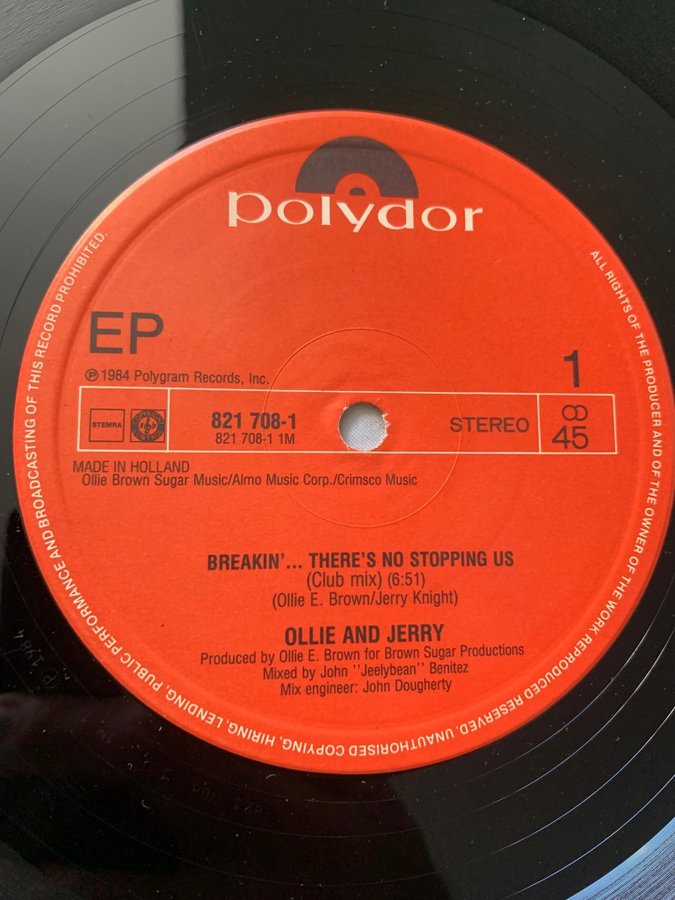 polydor
EP
℗ 1984 Polygram Records, Inc.
1
STEMRA
821 708-1
821 708-1 1M
STEREO
45
MADE IN HOLLAND
Ollie Brown Sugar Music/Almo Music Corp./Crimsco Music
BREAKIN'... THERE'S NO STOPPING US
(Club mix) (6:51)
(Ollie E. Brown/Jerry Knight)
OLLIE AND JERRY
Produced by Ollie E. Brown for Brown Sugar Productions
Mixed by John "Jeelybean" Benitez
Mix engineer: John Dougherty
ALL RIGHTS OF THE PRODUCER AND OF THE OWNER OF THE WORK REPRODUCED RESERVED. UNAUTHORISED COPYING, HIRING, LENDING, PUBLIC PERFORMANCE AND BROADCASTING OF THIS RECORD PROHIBITED.